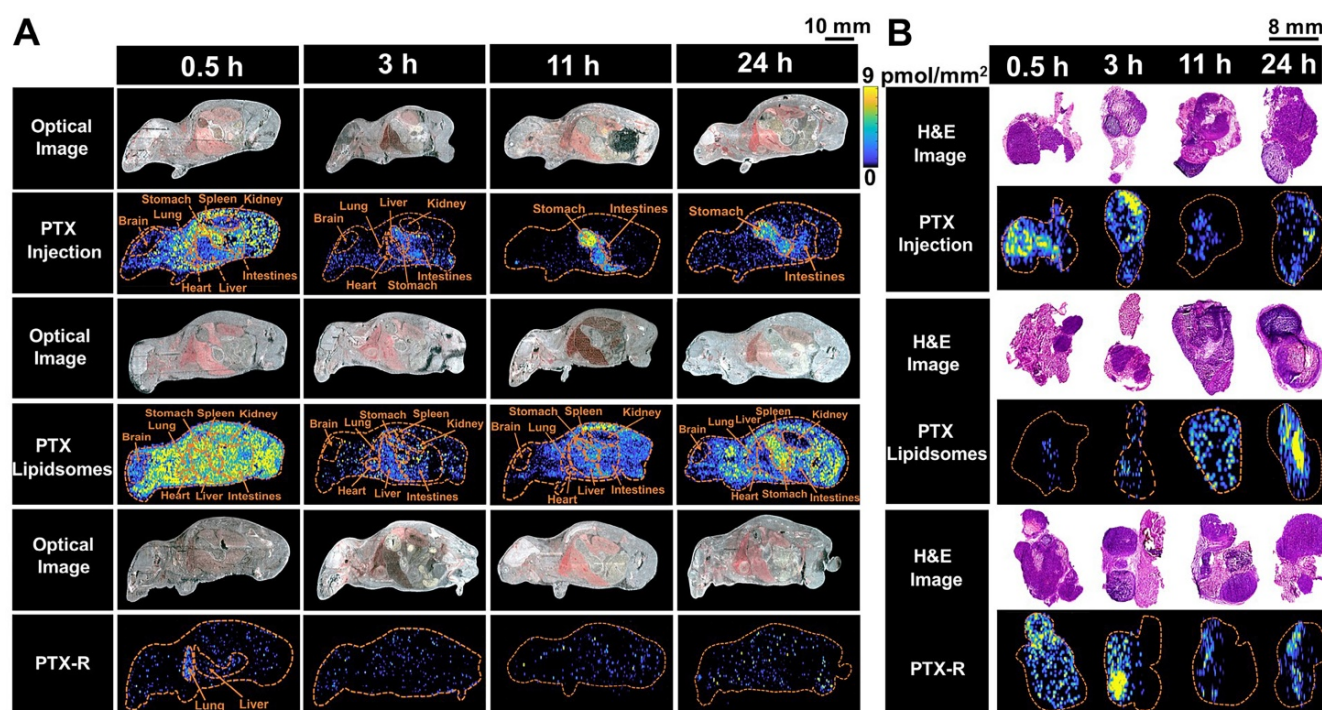 A
10 mm
0.5 h
3 h
11 h
24 h
9 pmol/mm²
0
Optical
Image
PTX
Injection
Stomach Spleen Kidney
Lung
Brain
Heart Liver Intestines
Liver Kidney
Lung
Brain
Intestines
Heart Stomach
Stomach Intestines
Stomach
Intestines
Optical
Image
PTX
Lipidsomes
Stomach Spleen Kidney
Lung
Brain
Heart Liver Intestines
Stomach Spleen
Lung
Brain Kidney
Heart Liver Intestines
Spleen Kidney
Stomach
Lung
Brain
Heart Liver Intestines
Spleen
Lung Liver Kidney
Brain
Heart Stomach Intestines
Optical
Image
PTX-R
Lung Liver
B
8 mm
0.5 h
3 h
11 h
24 h
H&E
Image
PTX
Injection
H&E
Image
PTX
Lipidsomes
H&E
Image
PTX-R